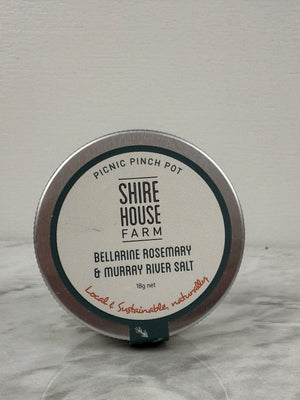 PICNIC PINCH POT
SHIRE
HOUSE
FARM
BELLARINE ROSEMARY
& MURRAY RIVER SALT
18g net
Local & Sustainable, naturally